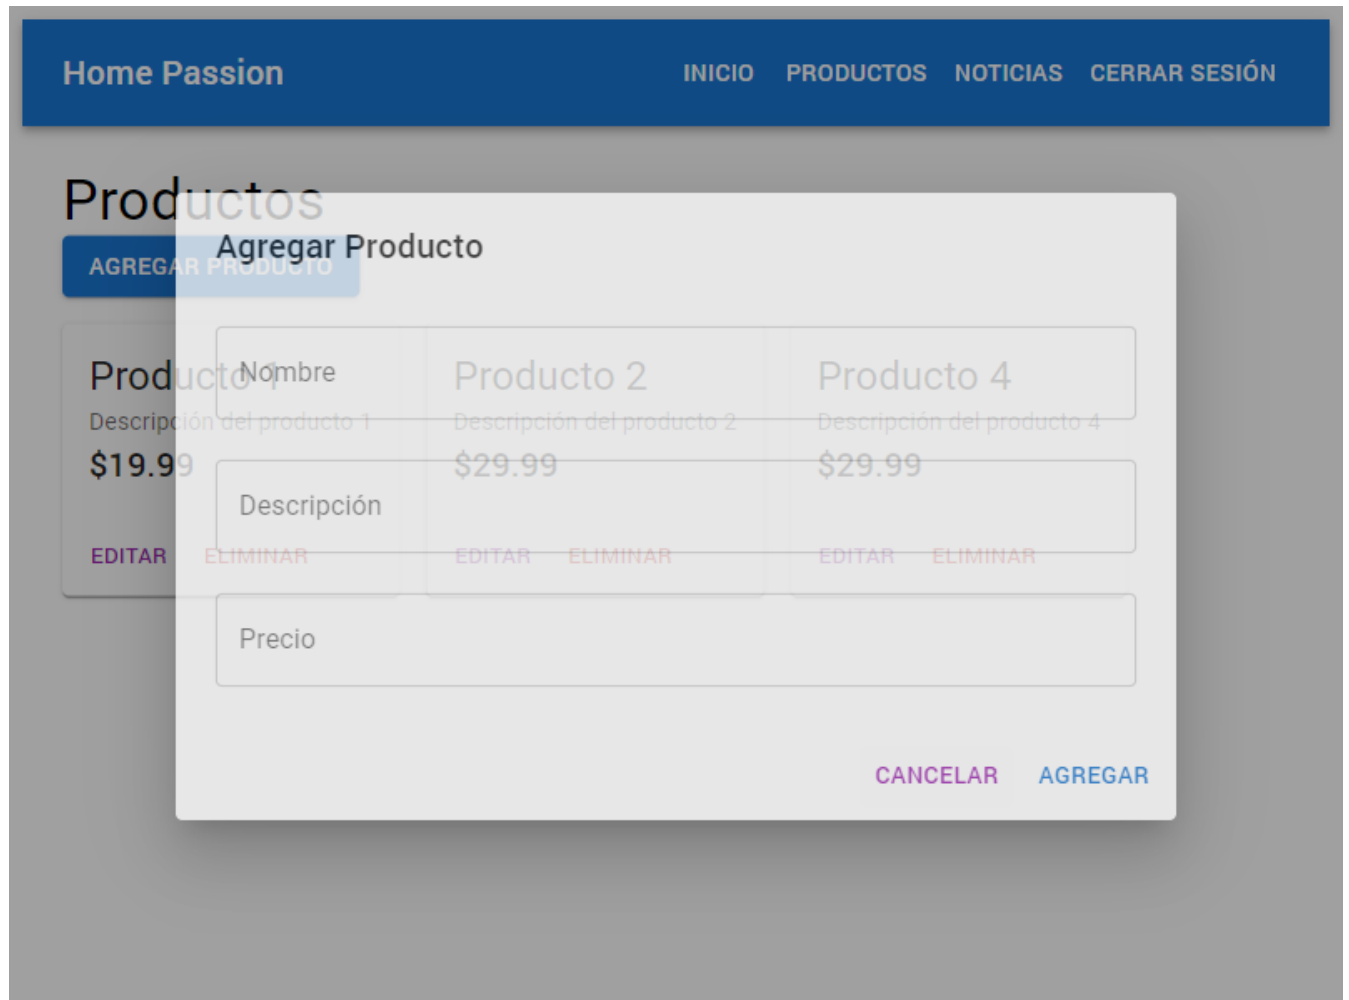 Home Passion
INICIO PRODUCTOS NOTICIAS CERRAR SESIÓN
Productos
AGREGAR PRODUCTO
Agregar Producto
Producto 1
Producto 2
Producto 4
Nombre
Descripción del producto 1
Descripción del producto 2
Descripción del producto 4
$19.99
$29.99
$29.99
Descripción
EDITAR ELIMINAR
EDITAR ELIMINAR
EDITAR ELIMINAR
Precio
CANCELAR AGREGAR